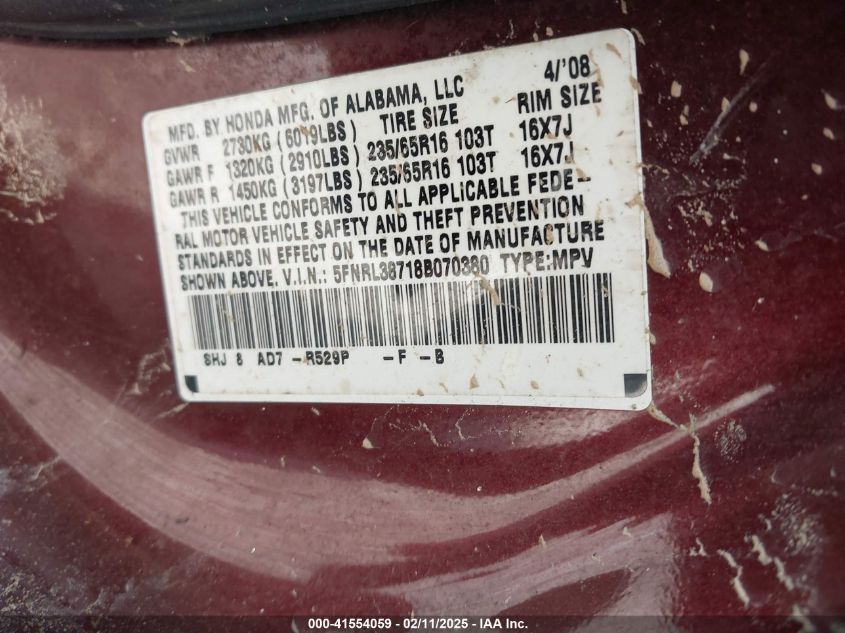 MFD. BY HONDA MFG. OF ALABAMA, LLC 4/'08
GVWR 2730KG (6019LBS) TIRE SIZE RIM SIZE
GAWR F 1320KG (2910LBS) 235/65R16 103T 16X7J
GAWR R 1450KG (3197LBS) 235/65R16 103T 16X7J
THIS VEHICLE CONFORMS TO ALL APPLICABLE FEDE-
RAL MOTOR VEHICLE SAFETY AND THEFT PREVENTION
STANDARDS IN EFFECT ON THE DATE OF MANUFACTURE
SHOWN ABOVE. V.I.N.: 5FNRL38718B070380 TYPE:MPV
SHJ 8 AD7 -R529P -F -B
000-41554059 - 02/11/2025 - IAA Inc.